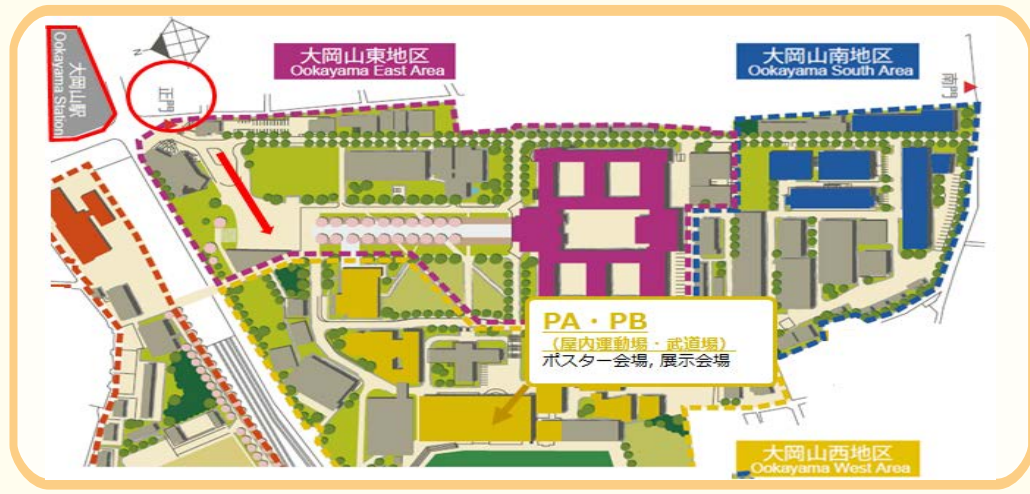 大岡山駅
Ookayama Station
N
正門
大岡山東地区
Ookayama East Area
大岡山南地区
Ookayama South Area
南門
PA・PB
（屋内運動場・武道場）
ポスター会場, 展示会場
大岡山西地区
Ookayama West Area